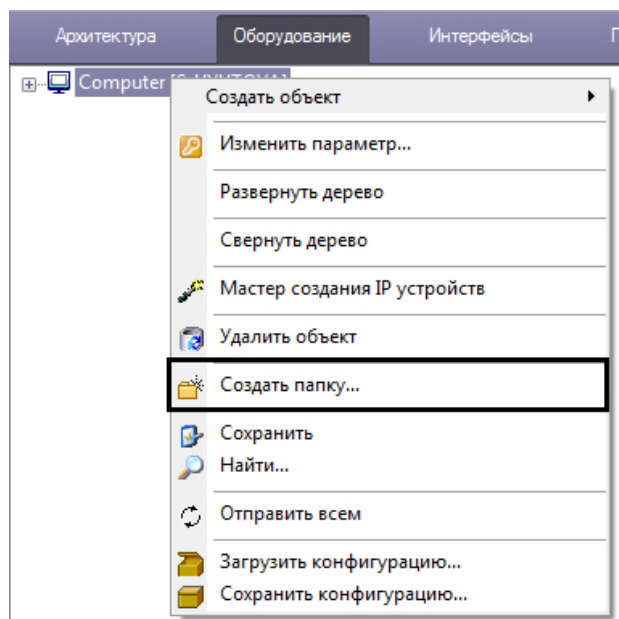 Архитектура Оборудование Интерфейсы
Computer
Создать объект
Изменить параметр...
Развернуть дерево
Свернуть дерево
Мастер создания IP устройств
Удалить объект
Создать папку...
Сохранить
Найти...
Отправить всем
Загрузить конфигурацию...
Сохранить конфигурацию...